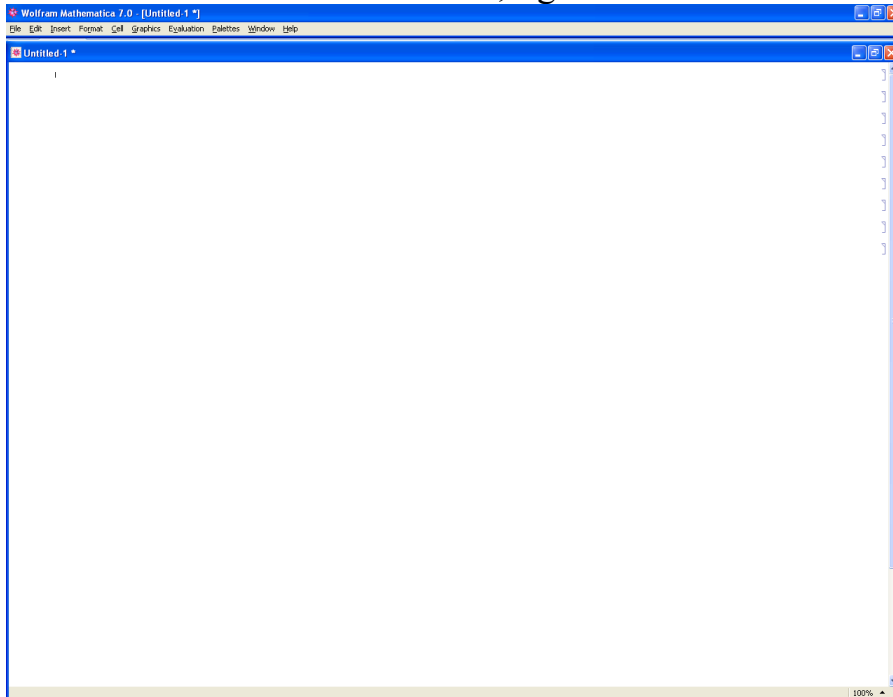 Wolfram Mathematica 7.0 - [Untitled-1 *]
File Edit Insert Format Cell Graphics Evaluation Palettes Window Help
Untitled-1 *
100%